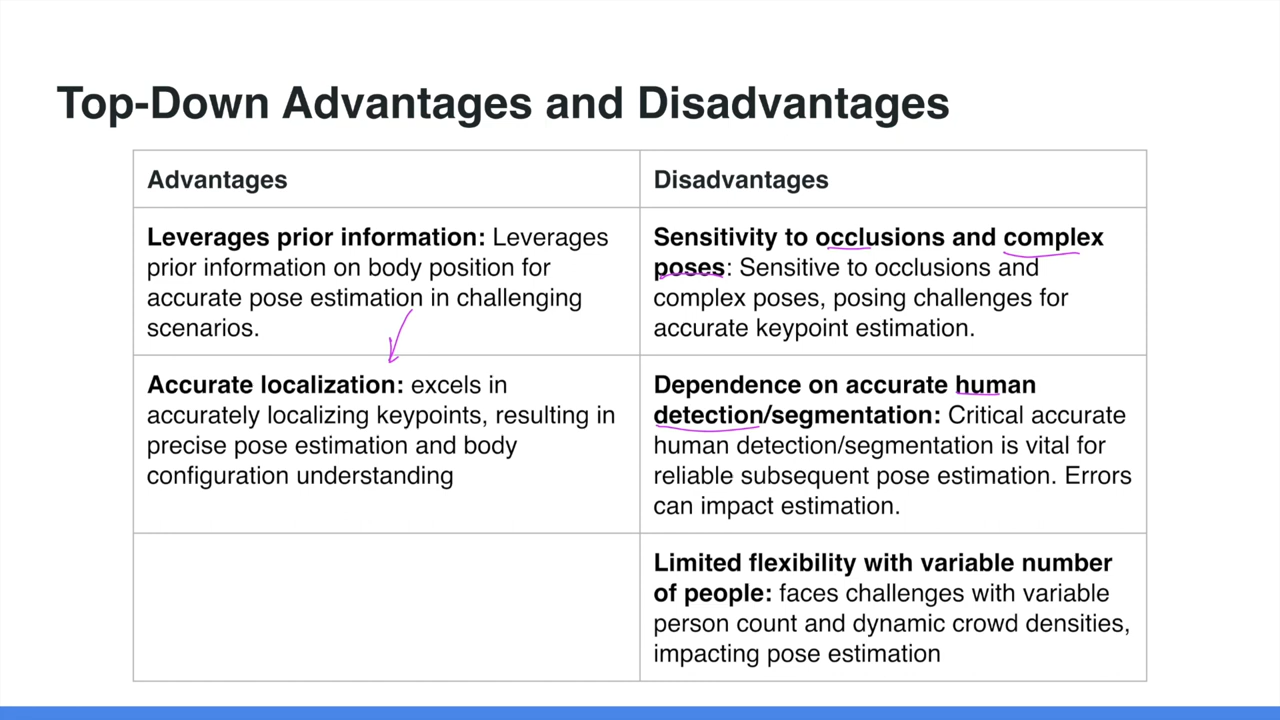 Top-Down Advantages and Disadvantages
Advantages
Disadvantages
Leverages prior information: Leverages
prior information on body position for
accurate pose estimation in challenging
scenarios.
Sensitivity to occlusions and complex
poses: Sensitive to occlusions and
complex poses, posing challenges for
accurate keypoint estimation.
Accurate localization: excels in
accurately localizing keypoints, resulting in
precise pose estimation and body
configuration understanding
Dependence on accurate human
detection/segmentation: Critical accurate
human detection/segmentation is vital for
reliable subsequent pose estimation. Errors
can impact estimation.
Limited flexibility with variable number
of people: faces challenges with variable
person count and dynamic crowd densities,
impacting pose estimation